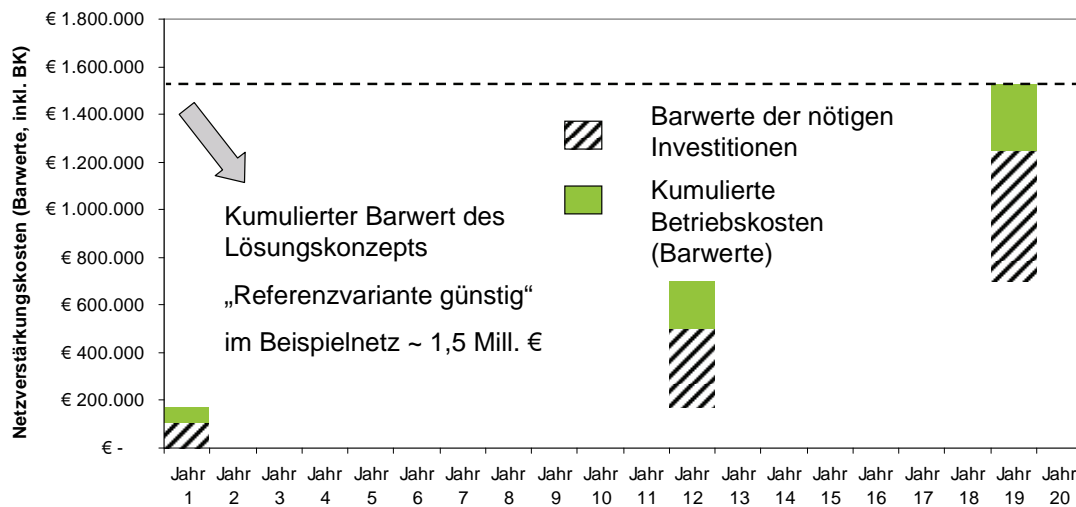 Netzverstärkungskosten (Barwerte, inkl. BK)
€ 1.800.000
€ 1.600.000
€ 1.400.000
€ 1.200.000
€ 1.000.000
€ 800.000
€ 600.000
€ 400.000
€ 200.000
€ -
Barwerte der nötigen
Investitionen
Kumulierte
Betriebskosten
(Barwerte)
Kumulierter Barwert des
Lösungskonzepts
„Referenzvariante günstig“
im Beispielnetz ~ 1,5 Mill. €
Jahr Jahr Jahr Jahr Jahr Jahr Jahr Jahr Jahr Jahr Jahr Jahr Jahr Jahr Jahr Jahr Jahr Jahr Jahr Jahr
1 2 3 4 5 6 7 8 9 10 11 12 13 14 15 16 17 18 19 20